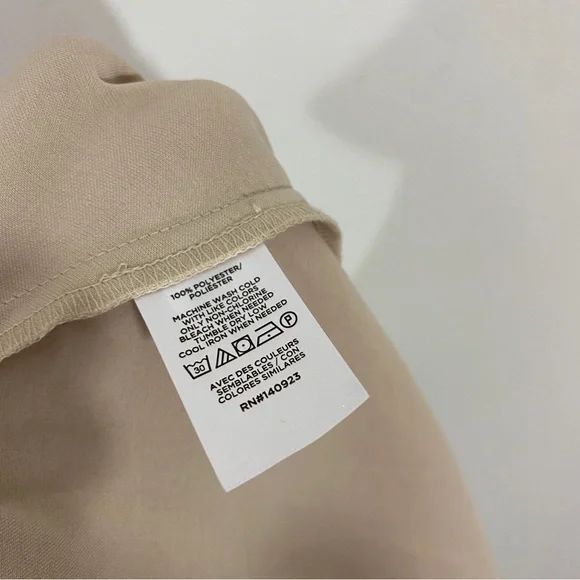 100% POLYESTER/
POLIÉSTER
MACHINE WASH COLD
WITH LIKE COLORS
ONLY NON-CHLORINE
BLEACH WHEN NEEDED
TUMBLE DRY LOW
COOL IRON WHEN NEEDED
30 P
AVEC DES COULEURS
SEMBLABLES/CON
COLORES SIMILARES
RN#140923